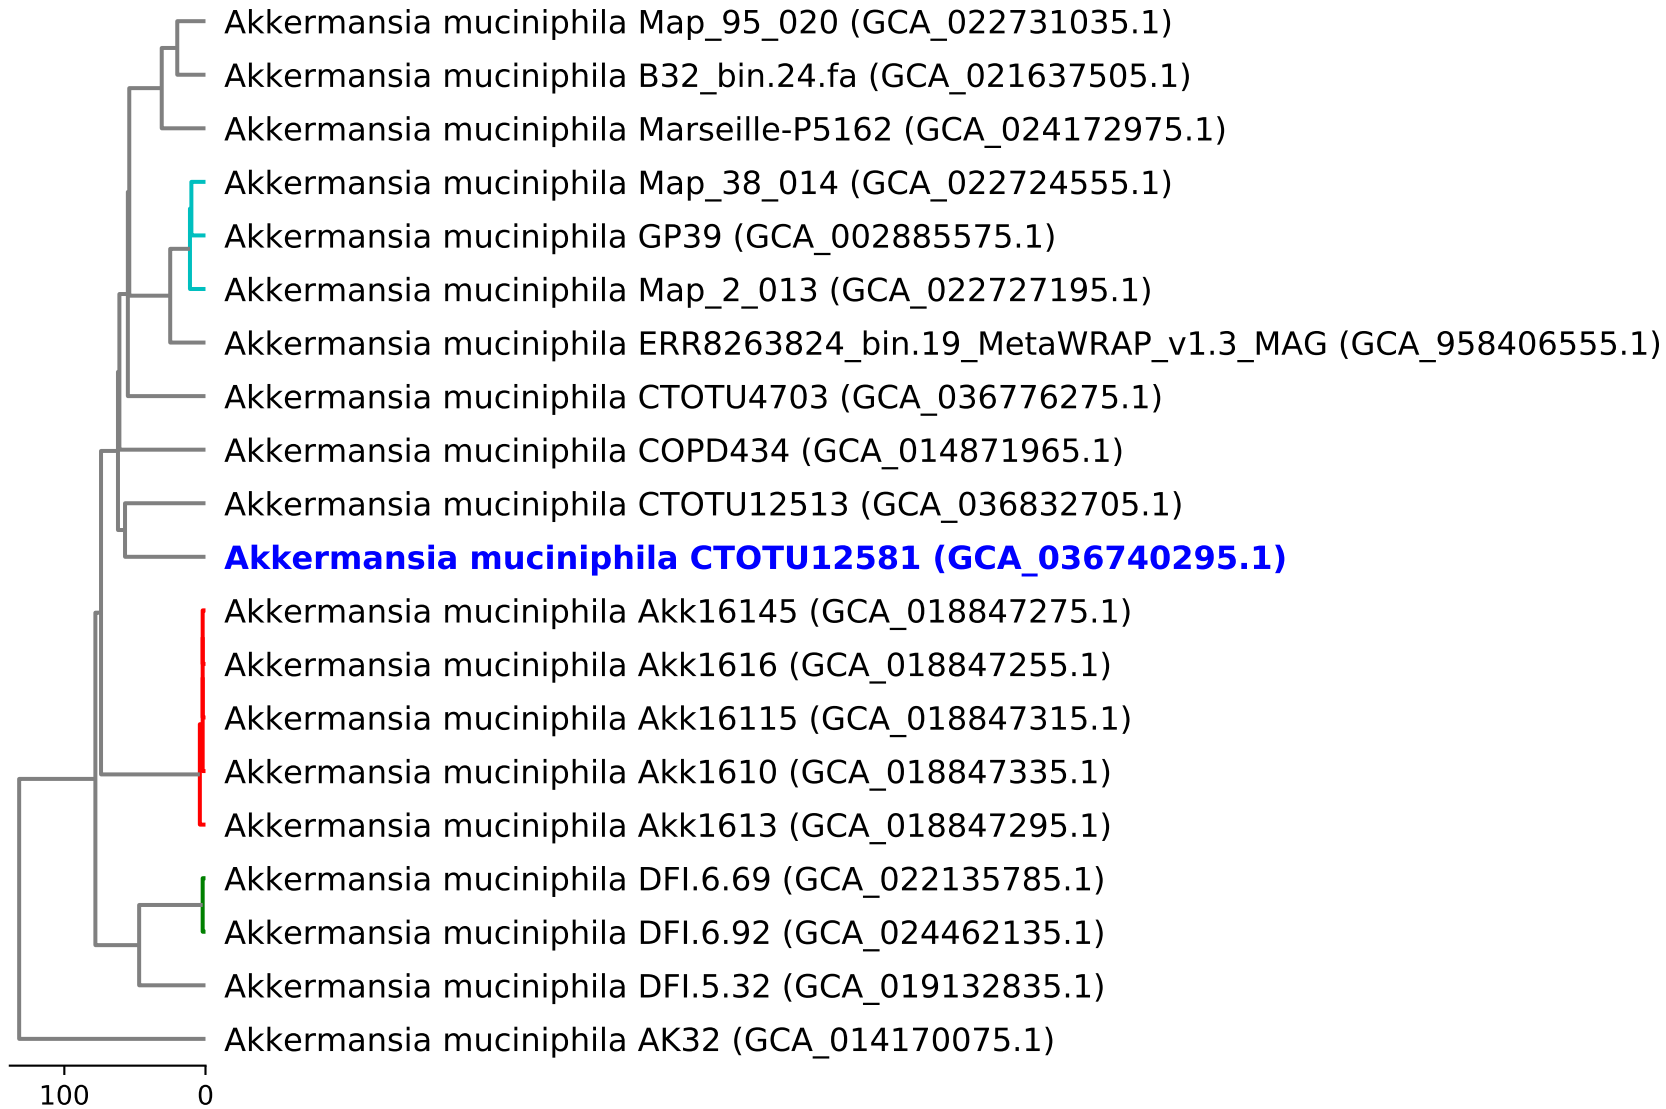 Akkermansia muciniphila Map_95_020 (GCA_022731035.1)
Akkermansia muciniphila B32_bin.24.fa (GCA_021637505.1)
Akkermansia muciniphila Marseille-P5162 (GCA_024172975.1)
Akkermansia muciniphila Map_38_014 (GCA_022724555.1)
Akkermansia muciniphila GP39 (GCA_002885575.1)
Akkermansia muciniphila Map_2_013 (GCA_022727195.1)
Akkermansia muciniphila ERR8263824_bin.19_MetaWRAP_v1.3_MAG (GCA_958406555.1)
Akkermansia muciniphila CTOTU4703 (GCA_036776275.1)
Akkermansia muciniphila COPD434 (GCA_014871965.1)
Akkermansia muciniphila CTOTU12513 (GCA_036832705.1)
Akkermansia muciniphila CTOTU12581 (GCA_036740295.1)
Akkermansia muciniphila Akk16145 (GCA_018847275.1)
Akkermansia muciniphila Akk1616 (GCA_018847255.1)
Akkermansia muciniphila Akk16115 (GCA_018847315.1)
Akkermansia muciniphila Akk1610 (GCA_018847335.1)
Akkermansia muciniphila Akk1613 (GCA_018847295.1)
Akkermansia muciniphila DFI.6.69 (GCA_022135785.1)
Akkermansia muciniphila DFI.6.92 (GCA_024462135.1)
Akkermansia muciniphila DFI.5.32 (GCA_019132835.1)
Akkermansia muciniphila AK32 (GCA_014170075.1)
100 0